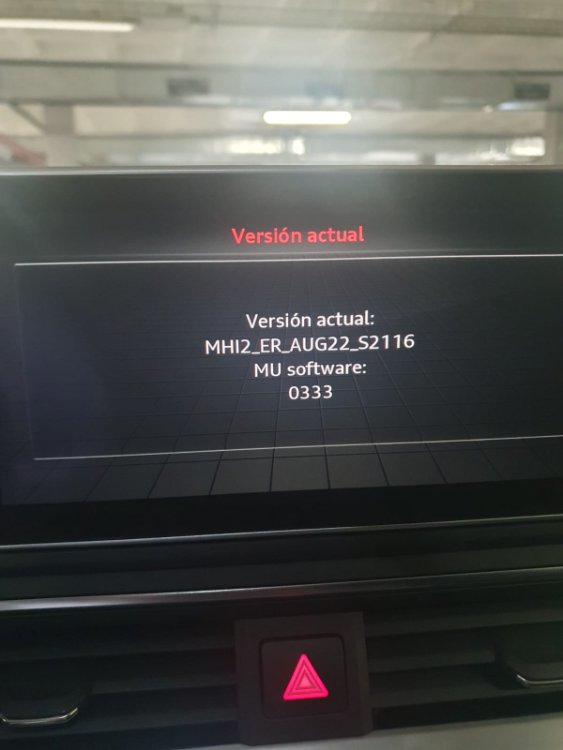 Versión actual
Versión actual:
MHI2_ER_AUG22_S2116
MU software:
0333